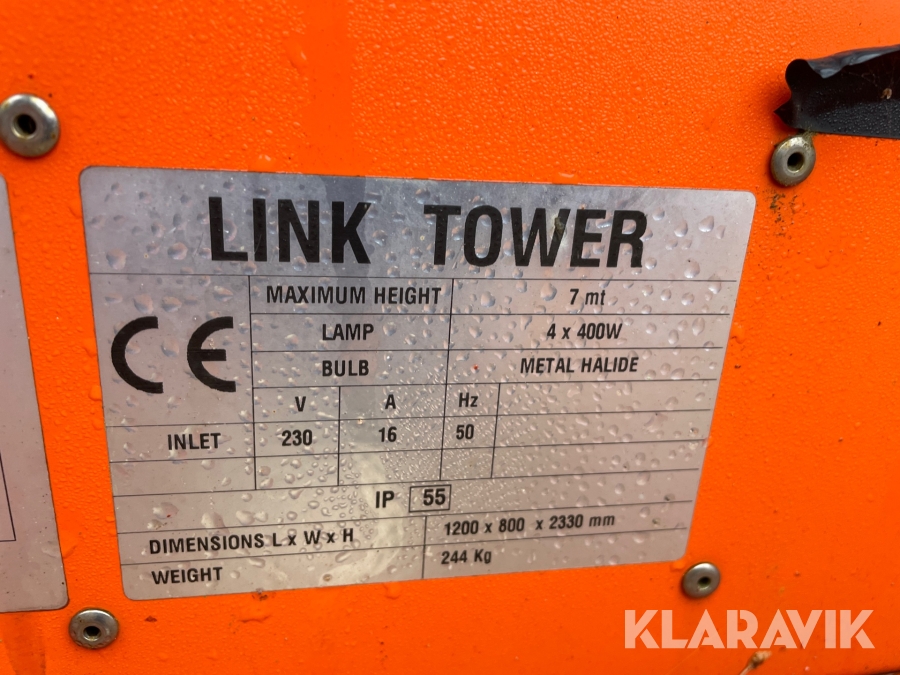 LINK TOWER
CE
MAXIMUM HEIGHT 7 mt
LAMP 4 x 400W
BULB METAL HALIDE
V A Hz
INLET 230 16 50
IP 55
DIMENSIONS L x W x H 1200 x 800 x 2330 mm
WEIGHT 244 Kg
KLARAVIK